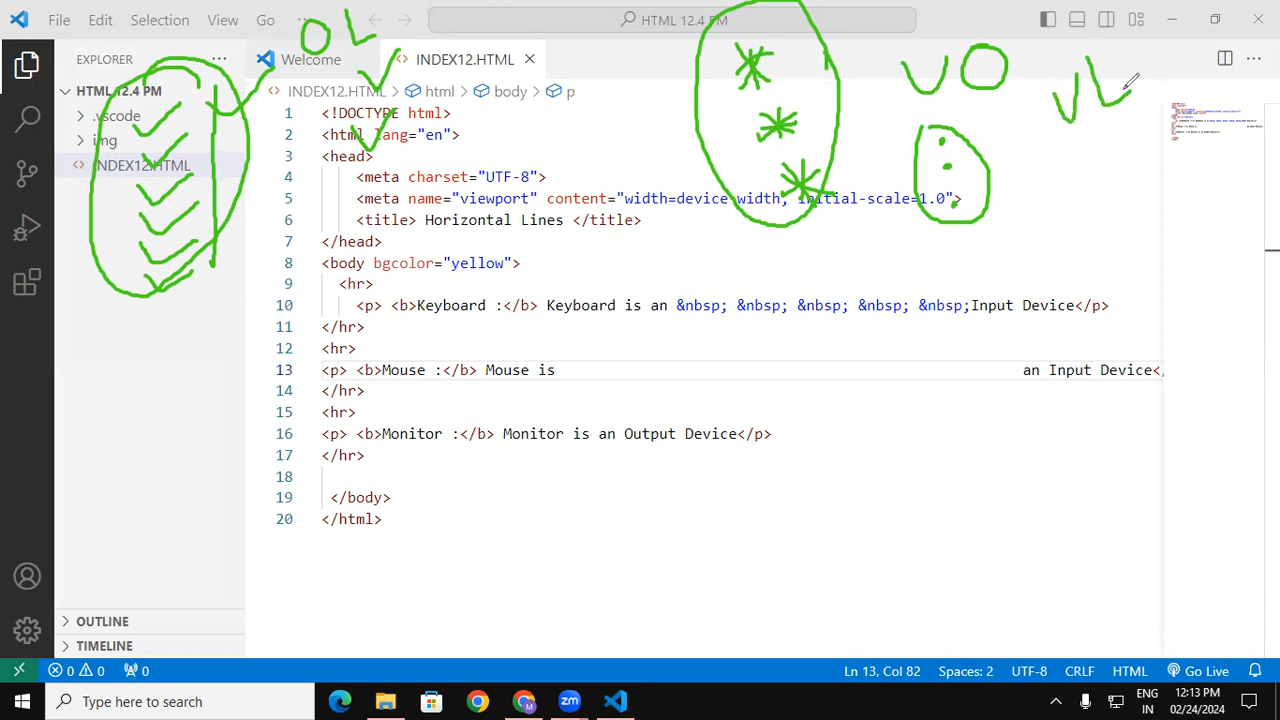 File Edit Selection View Go ··· HTML 12.4 PM
OL
UO
UL
EXPLORER ···
Welcome
INDEX12.HTML
HTML 12.4 PM
.vscode
img
INDEX12.HTML
INDEX12.HTML > html > body > p
1 <!DOCTYPE html>
2 <html lang="en">
3 <head>
4 <meta charset="UTF-8">
5 <meta name="viewport" content="width=device-width, initial-scale=1.0">
6 <title> Horizontal Lines </title>
7 </head>
8 <body bgcolor="yellow">
9 <hr>
10 <p> <b>Keyboard :</b> Keyboard is an &nbsp; &nbsp; &nbsp; &nbsp; &nbsp;Input Device</p>
11 </hr>
12 <hr>
13 <p> <b>Mouse :</b> Mouse is an Input Device</
14 </hr>
15 <hr>
16 <p> <b>Monitor :</b> Monitor is an Output Device</p>
17 </hr>
18
19 </body>
20 </html>
OUTLINE
TIMELINE
0 0 0 Ln 13, Col 82 Spaces: 2 UTF-8 CRLF HTML Go Live
Type here to search
ENG
IN
12:13 PM
02/24/2024